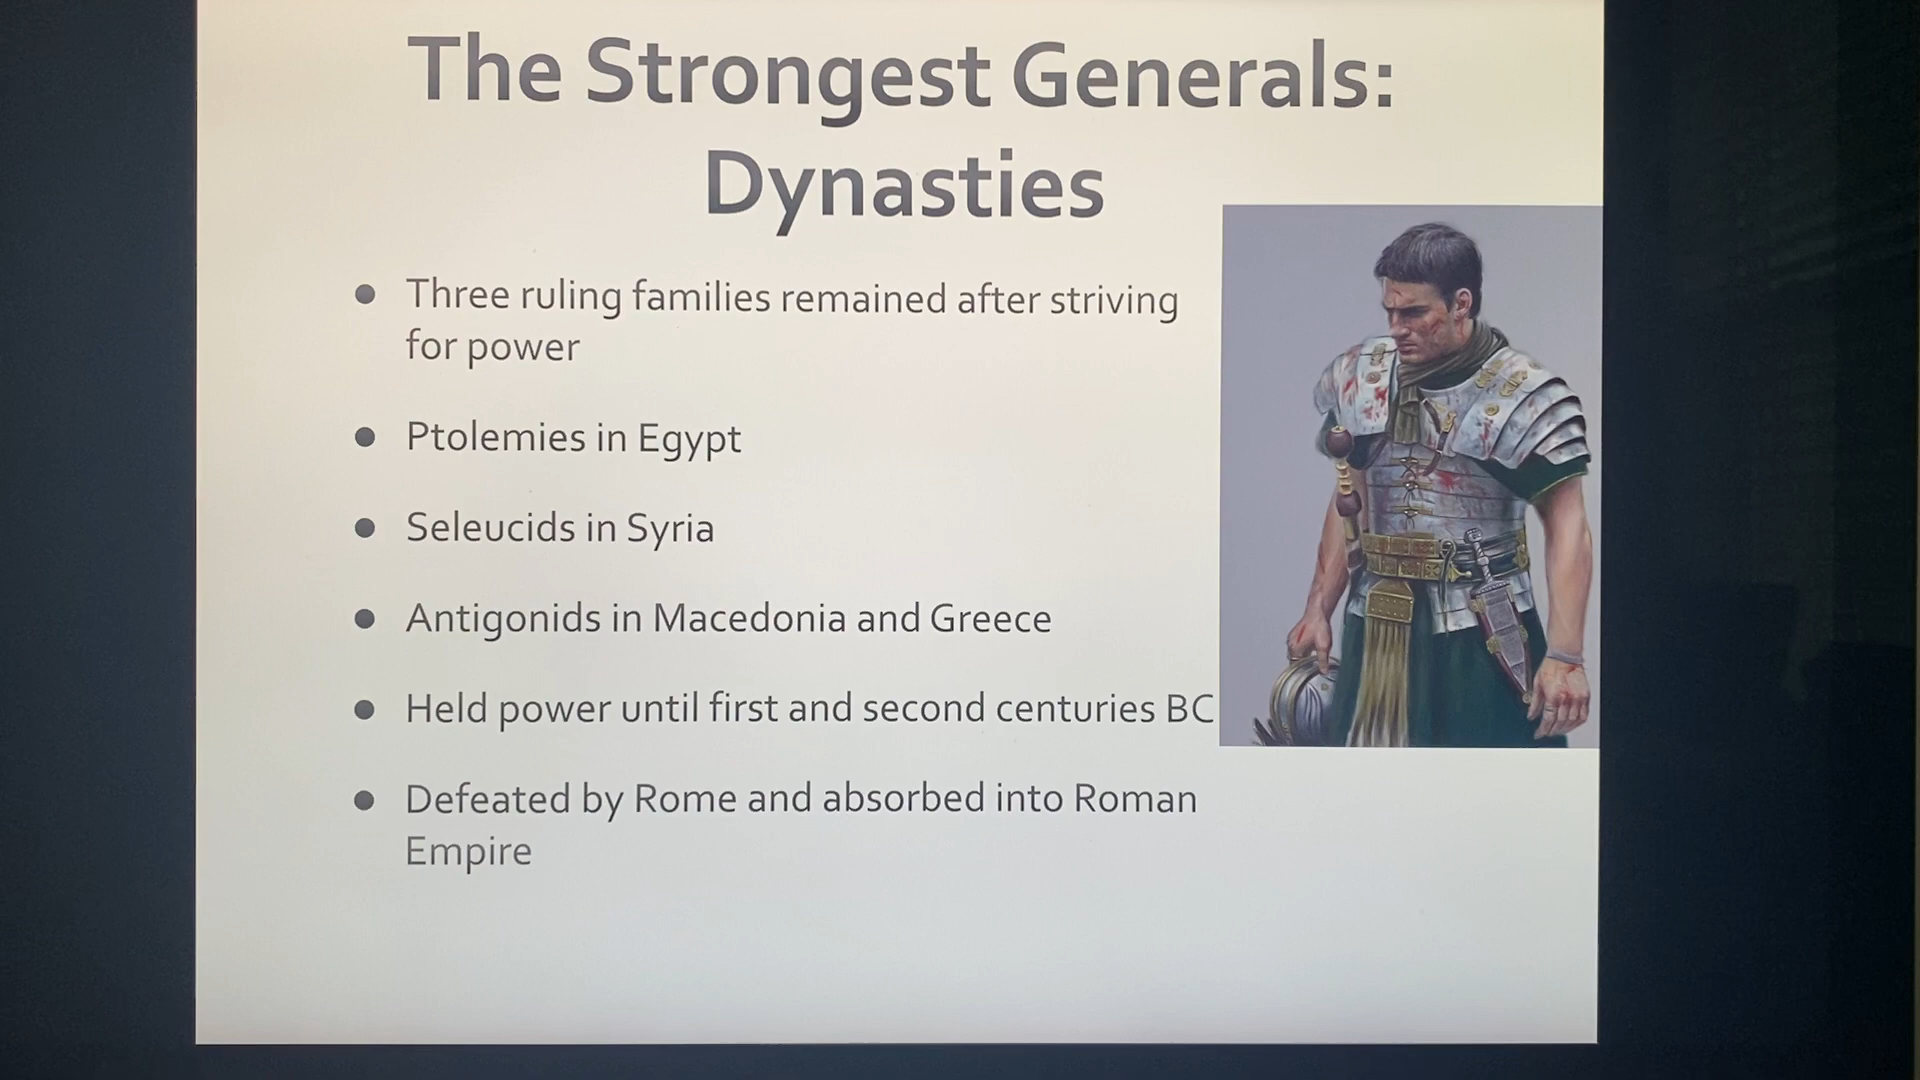 The Strongest Generals:
Dynasties
● Three ruling families remained after striving
for power
● Ptolemies in Egypt
● Seleucids in Syria
● Antigonids in Macedonia and Greece
● Held power until first and second centuries BC
● Defeated by Rome and absorbed into Roman
Empire